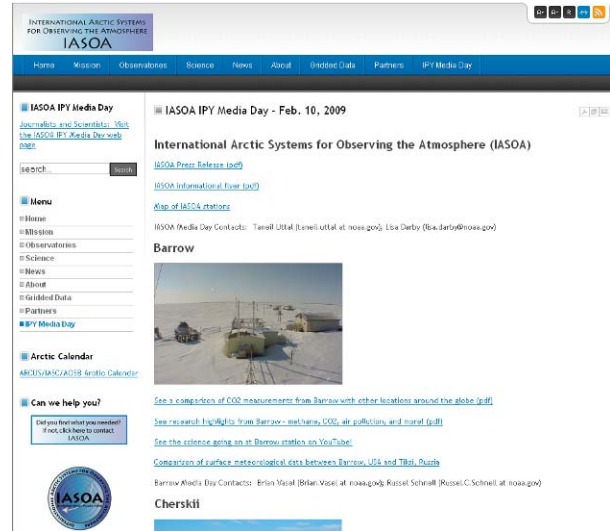 INTERNATIONAL ARCTIC SYSTEMS
FOR OBSERVING THE ATMOSPHERE
IASOA
A+ A- R
Home Mission Observatories Science News About Gridded Data Partners IPY Media Day
IASOA IPY Media Day
Journalists and Scientists: Visit
the IASOA IPY Media Day web
page
search...
Search
Menu
Home
Mission
Observatories
Science
News
About
Gridded Data
Partners
IPY Media Day
Arctic Calendar
ARCUS/IASC/AOSB Arctic Calendar
Can we help you?
Did you find what you needed?
If not, click here to contact
IASOA
IASOA
IASOA IPY Media Day - Feb. 10, 2009
International Arctic Systems for Observing the Atmosphere (IASOA)
IASOA Press Release (pdf)
IASOA informational flyer (pdf)
Map of IASOA stations
IASOA Media Day Contacts: Taneil Uttal (taneil.uttal at noaa.gov); Lisa Darby (lisa.darby@noaa.gov)
Barrow
See a comparison of CO2 measurements from Barrow with other locations around the globe (pdf)
See research highlights from Barrow - methane, CO2, air pollution, and more! (pdf)
See the science going on at Barrow station on YouTube!
Comparison of surface meteorological data between Barrow, USA and Tiksi, Russia
Barrow Media Day Contacts: Brian Vasel (Brian.Vasel at noaa.gov); Russel Schnell (Russel.C.Schnell at noaa.gov)
Cherskii